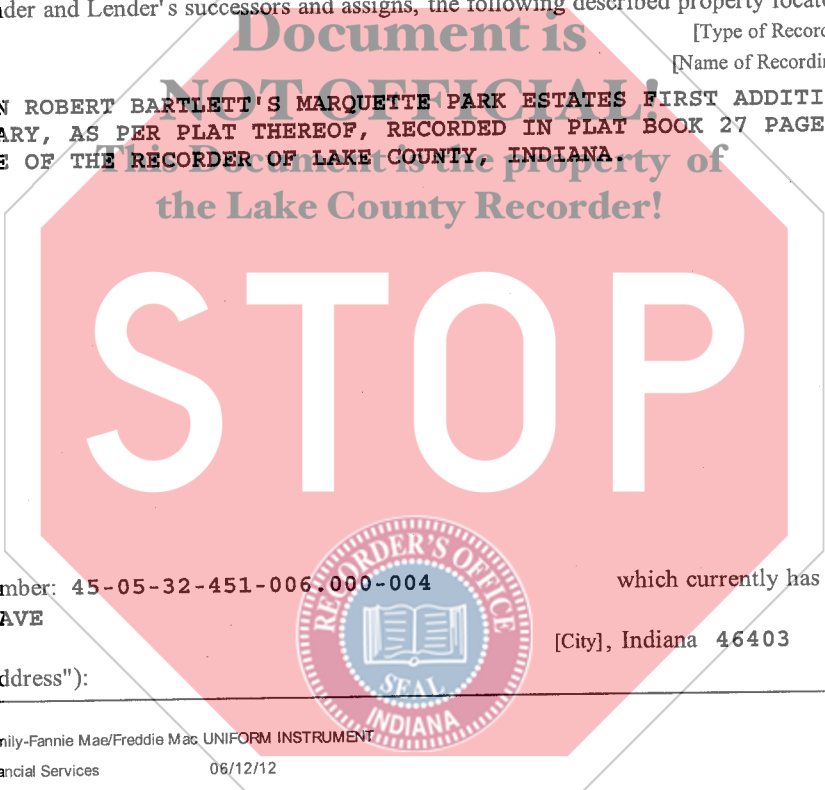 nder and Lender's successors and assigns, the following described property locate
Document is
[Type of Record
[Name of Recordin
NOT OFFICIAL!
N ROBERT BARTLETT'S MARQUETTE PARK ESTATES FIRST ADDITI
ARY, AS PER PLAT THEREOF, RECORDED IN PLAT BOOK 27 PAGE
E OF THE RECORDER OF LAKE COUNTY, INDIANA.
This Document is the property of
the Lake County Recorder!
STOP
RECORDER'S OFFICE
SEAL
INDIANA
mber: 45-05-32-451-006.000-004 which currently has
AVE
[City], Indiana 46403
ddress"):
mily-Fannie Mae/Freddie Mac UNIFORM INSTRUMENT
ancial Services 06/12/12